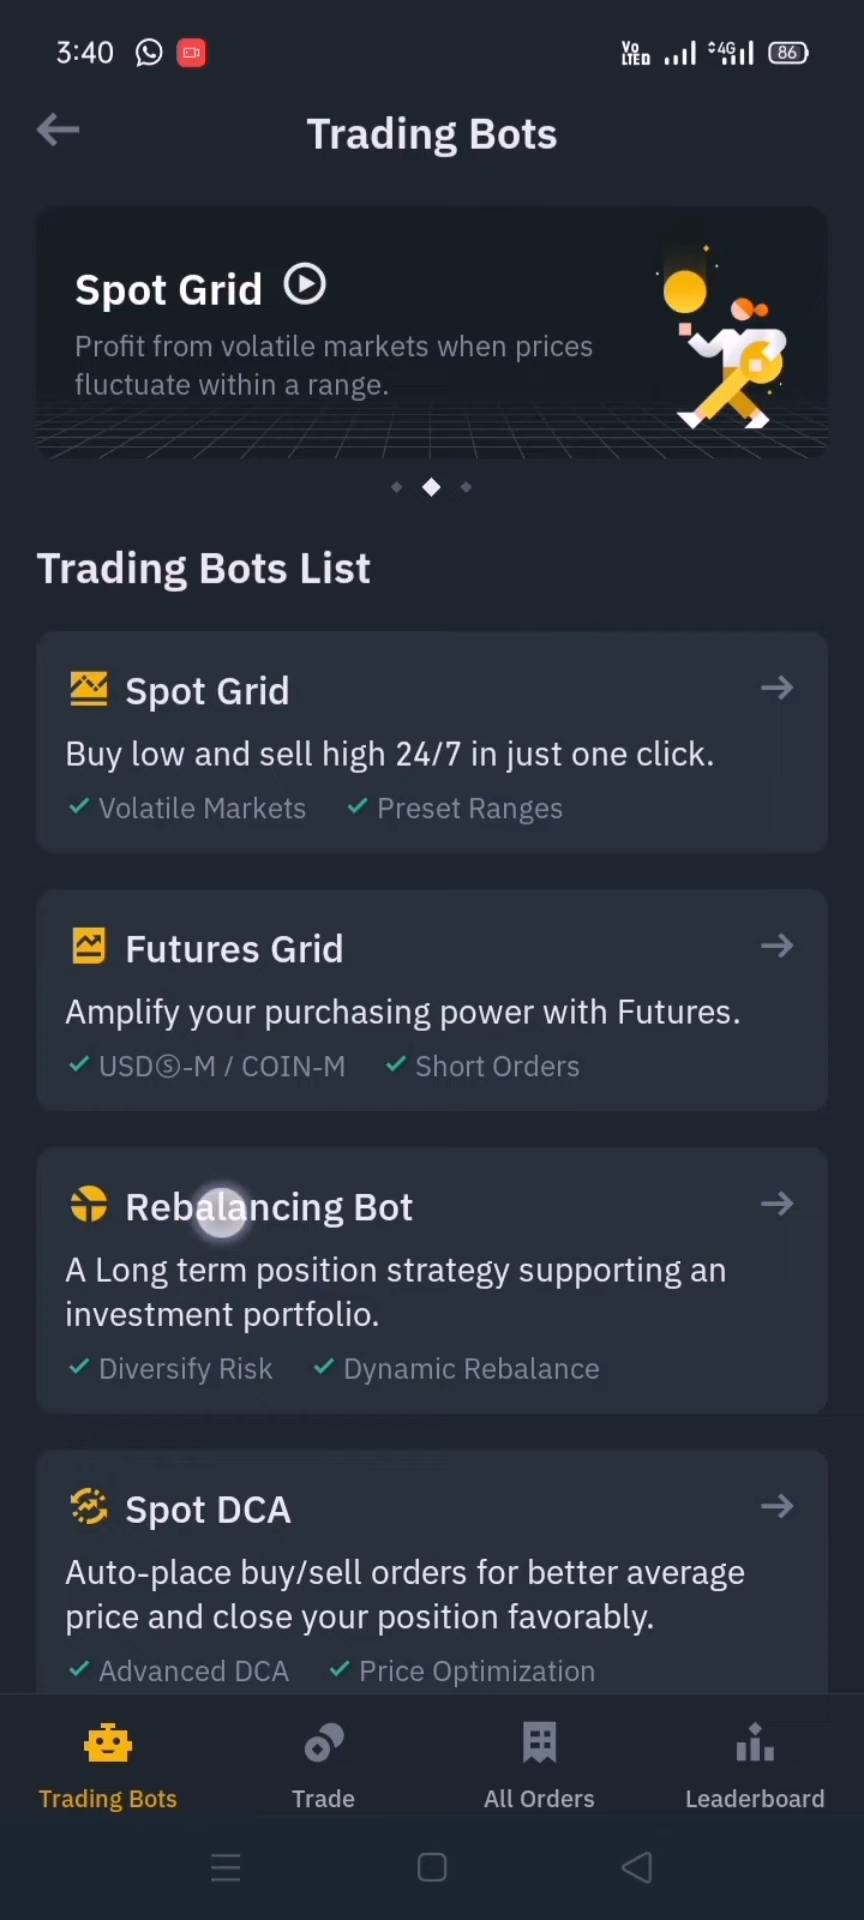 3:40
Vo LTE 4G 86
Trading Bots
Spot Grid
Profit from volatile markets when prices
fluctuate within a range.
Trading Bots List
Spot Grid
Buy low and sell high 24/7 in just one click.
Volatile Markets Preset Ranges
Futures Grid
Amplify your purchasing power with Futures.
USDⓈ-M / COIN-M Short Orders
Rebalancing Bot
A Long term position strategy supporting an
investment portfolio.
Diversify Risk Dynamic Rebalance
Spot DCA
Auto-place buy/sell orders for better average
price and close your position favorably.
Advanced DCA Price Optimization
Trading Bots Trade All Orders Leaderboard